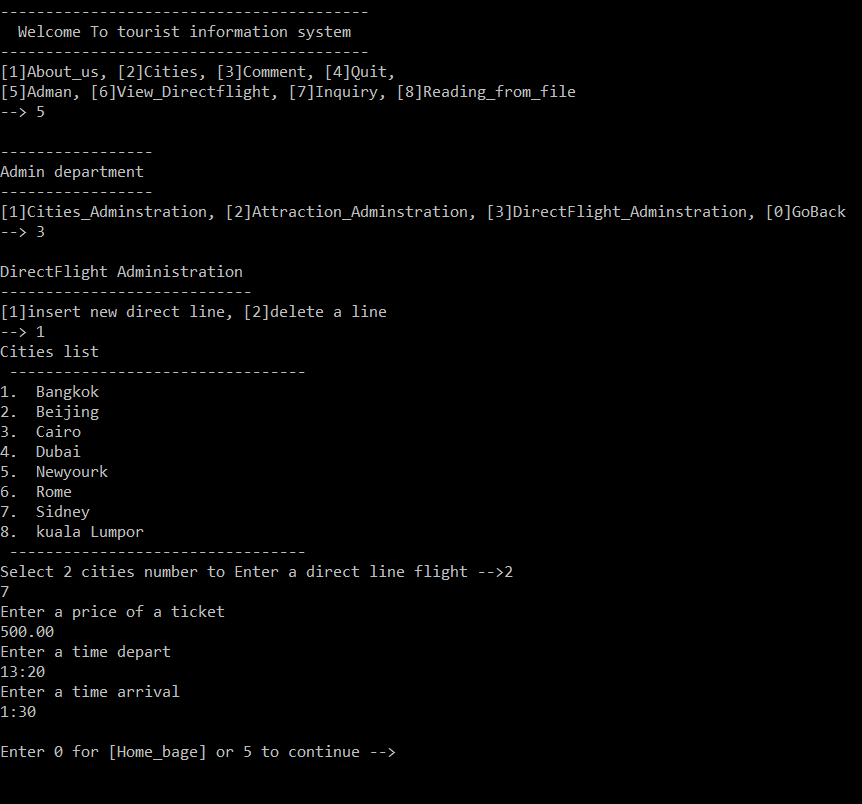 -----------------------------------------
  Welcome To tourist information system
-----------------------------------------
[1]About_us, [2]Cities, [3]Comment, [4]Quit,
[5]Adman, [6]View_Directflight, [7]Inquiry, [8]Reading_from_file
--> 5

-----------------
Admin department
-----------------
[1]Cities_Adminstration, [2]Attraction_Adminstration, [3]DirectFlight_Adminstration, [0]GoBack
--> 3

DirectFlight Administration
----------------------------
[1]insert new direct line, [2]delete a line
--> 1
Cities list
 ---------------------------------
1.  Bangkok
2.  Beijing
3.  Cairo
4.  Dubai
5.  Newyourk
6.  Rome
7.  Sidney
8.  kuala Lumpor
 ---------------------------------
Select 2 cities number to Enter a direct line flight -->2
7
Enter a price of a ticket
500.00
Enter a time depart
13:20
Enter a time arrival
1:30

Enter 0 for [Home_bage] or 5 to continue -->